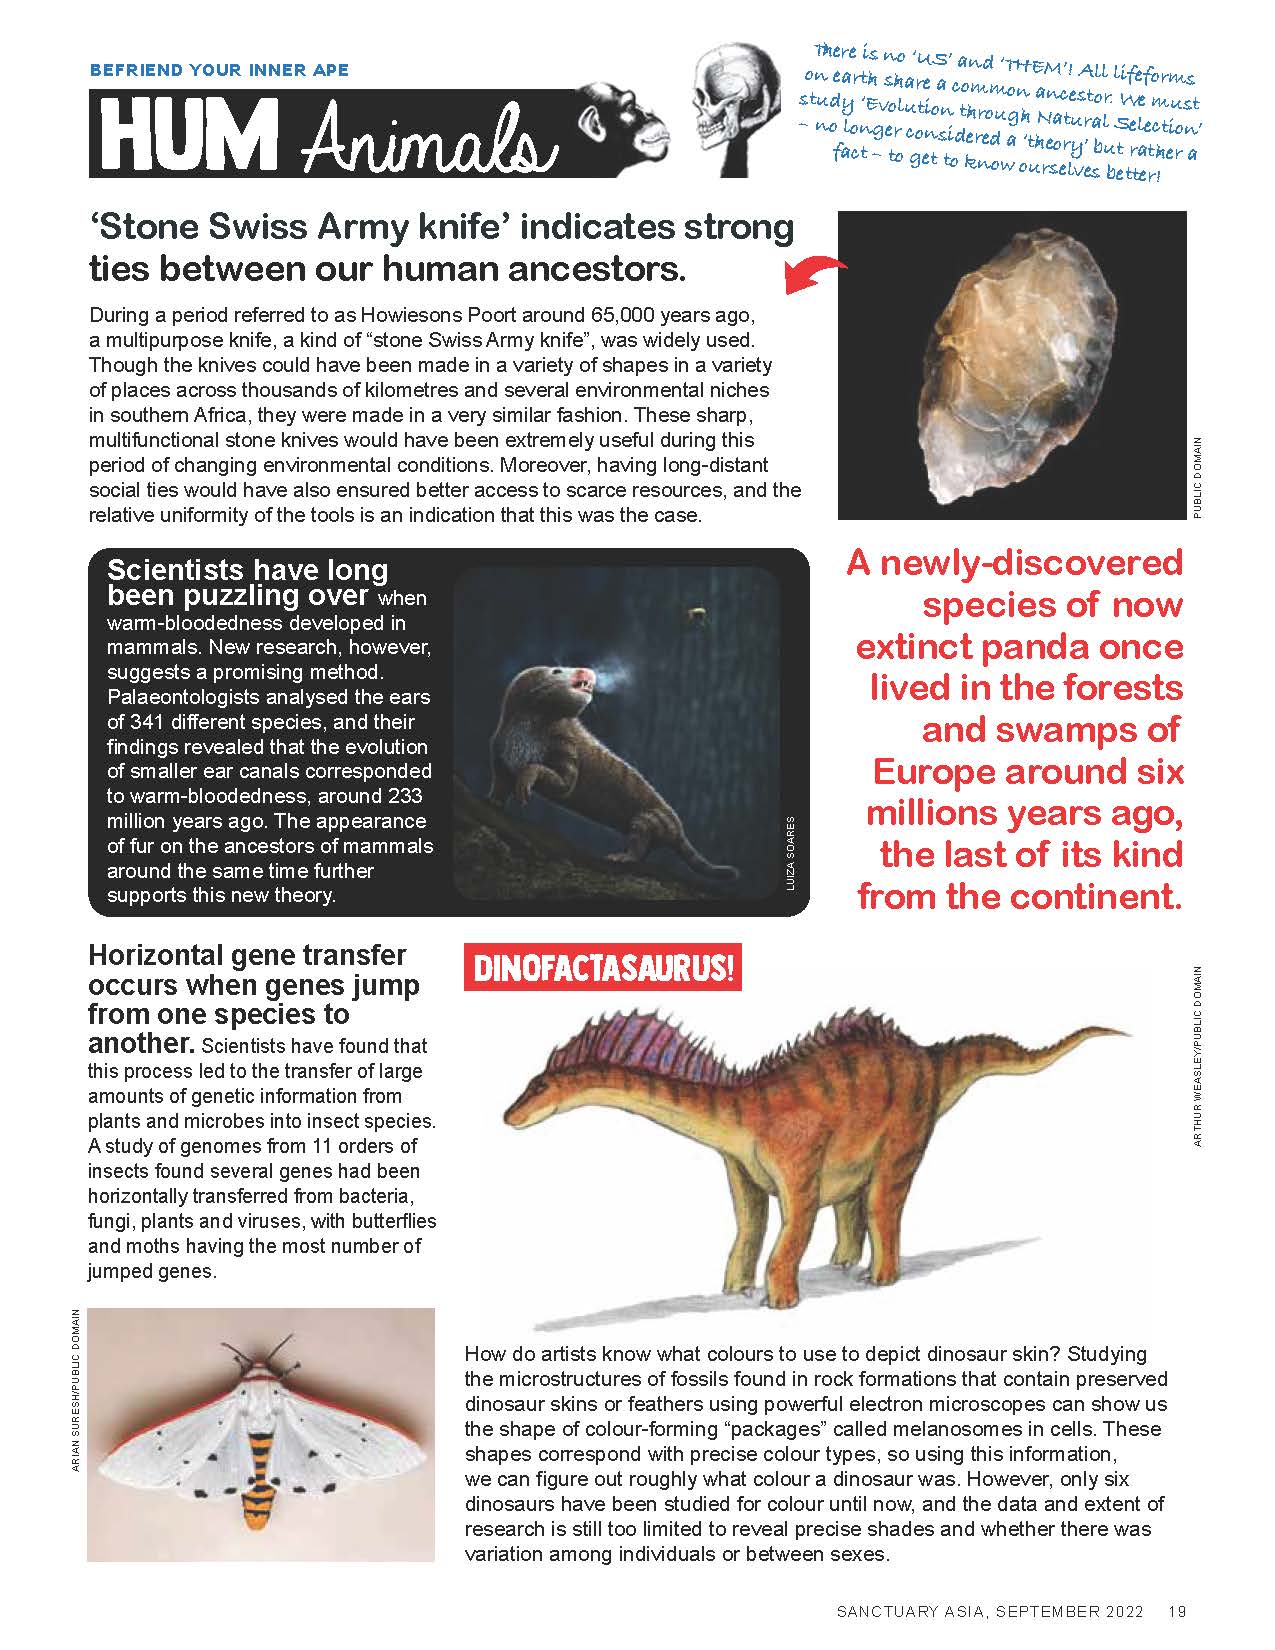 BEFRIEND YOUR INNER APE
HUM Animals
There is no 'US' and 'THEM'! All lifeforms
on earth share a common ancestor. We must
study 'Evolution through Natural Selection'
– no longer considered a 'theory' but rather a
fact – to get to know ourselves better!
'Stone Swiss Army knife' indicates strong
ties between our human ancestors.
During a period referred to as Howiesons Poort around 65,000 years ago,
a multipurpose knife, a kind of “stone Swiss Army knife”, was widely used.
Though the knives could have been made in a variety of shapes in a variety
of places across thousands of kilometres and several environmental niches
in southern Africa, they were made in a very similar fashion. These sharp,
multifunctional stone knives would have been extremely useful during this
period of changing environmental conditions. Moreover, having long-distant
social ties would have also ensured better access to scarce resources, and the
relative uniformity of the tools is an indication that this was the case.
PUBLIC DOMAIN
Scientists have long
been puzzling over when
warm-bloodedness developed in
mammals. New research, however,
suggests a promising method.
Palaeontologists analysed the ears
of 341 different species, and their
findings revealed that the evolution
of smaller ear canals corresponded
to warm-bloodedness, around 233
million years ago. The appearance
of fur on the ancestors of mammals
around the same time further
supports this new theory.
LUIZA SOARES
A newly-discovered
species of now
extinct panda once
lived in the forests
and swamps of
Europe around six
millions years ago,
the last of its kind
from the continent.
Horizontal gene transfer
occurs when genes jump
from one species to
another. Scientists have found that
this process led to the transfer of large
amounts of genetic information from
plants and microbes into insect species.
A study of genomes from 11 orders of
insects found several genes had been
horizontally transferred from bacteria,
fungi, plants and viruses, with butterflies
and moths having the most number of
jumped genes.
ARIAN SURESH/PUBLIC DOMAIN
DINOFACTASAURUS!
ARTHUR WEASLEY/PUBLIC DOMAIN
How do artists know what colours to use to depict dinosaur skin? Studying
the microstructures of fossils found in rock formations that contain preserved
dinosaur skins or feathers using powerful electron microscopes can show us
the shape of colour-forming “packages” called melanosomes in cells. These
shapes correspond with precise colour types, so using this information,
we can figure out roughly what colour a dinosaur was. However, only six
dinosaurs have been studied for colour until now, and the data and extent of
research is still too limited to reveal precise shades and whether there was
variation among individuals or between sexes.
SANCTUARY ASIA, SEPTEMBER 2022 19